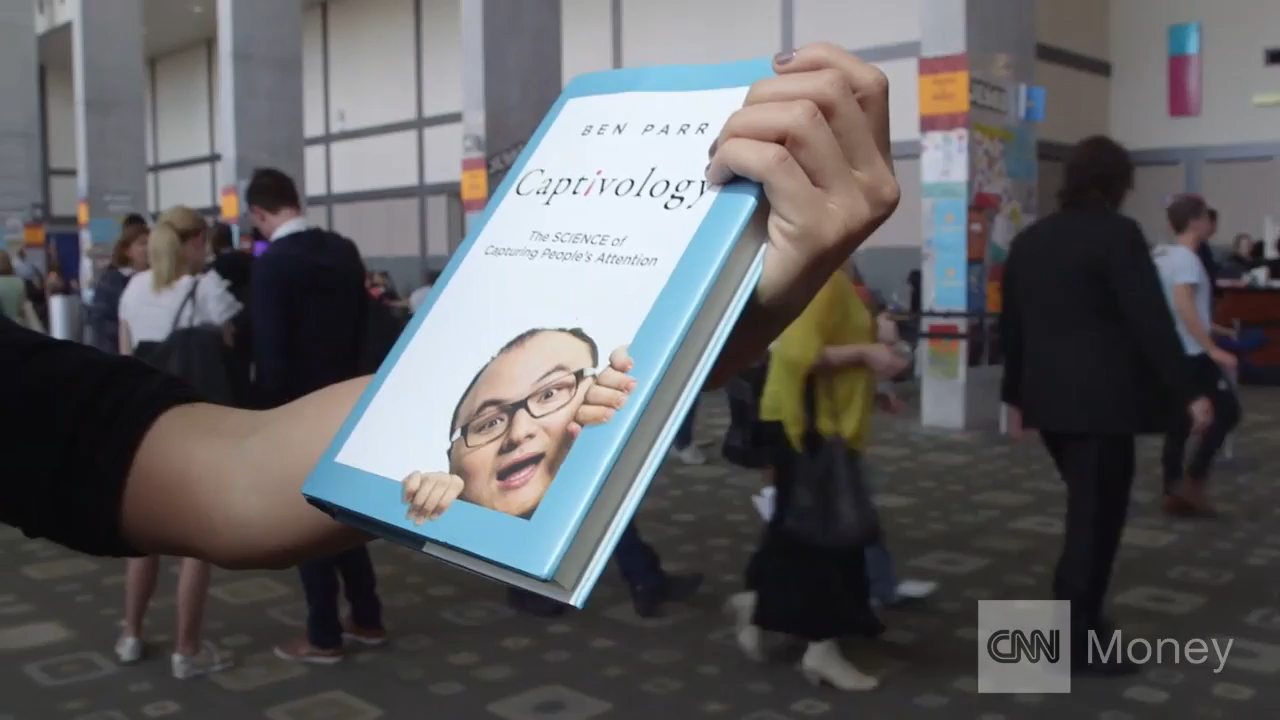 BEN PARR
Captivology
The SCIENCE of
Capturing People's Attention
CNN Money